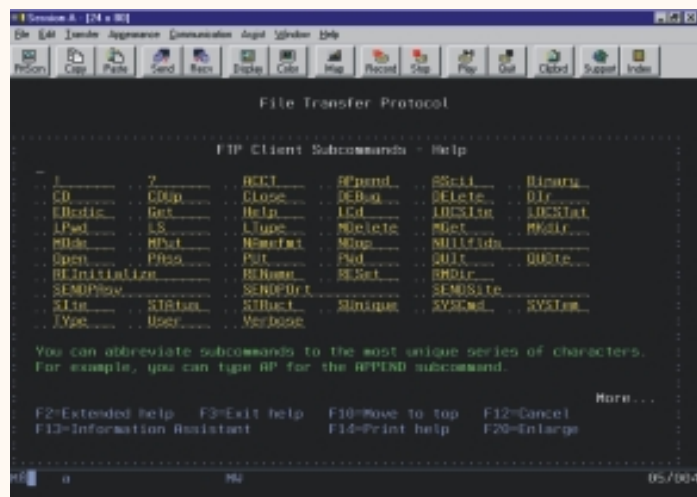 Session A - [24 x 80]
File Edit Transfer Appearance Communication Assist Window Help
PrtScrn Copy Paste Send Recv Display Color Map Record Stop Play Quit Clipbrd Support Index
File Transfer Protocol
FTP Client Subcommands - Help
! ? ACCT APpend AScii Binary
CD CDUp CLose DEBug DELete DIr
EBcdic Get Help LCd LOCSIte LOCSTat
LPwd LS LType MDelete MGet MKdir
MOde MPut NAmefmt NOop NUllflds
Open PAss PUt PWd QUIt QUOte
REInitialize REName RESet RMDir
SENDPAsv SENDPOrt SENDSite
SIte STAtus STRuct SUnique SYSCmd SYSTem
TYpe User Verbose
You can abbreviate subcommands to the most unique series of characters.
For example, you can type AP for the APPEND subcommand.
More...
F2=Extended help F3=Exit help F10=Move to top F12=Cancel
F13=Information Assistant F14=Print help F20=Enlarge
MA a MW 05/004